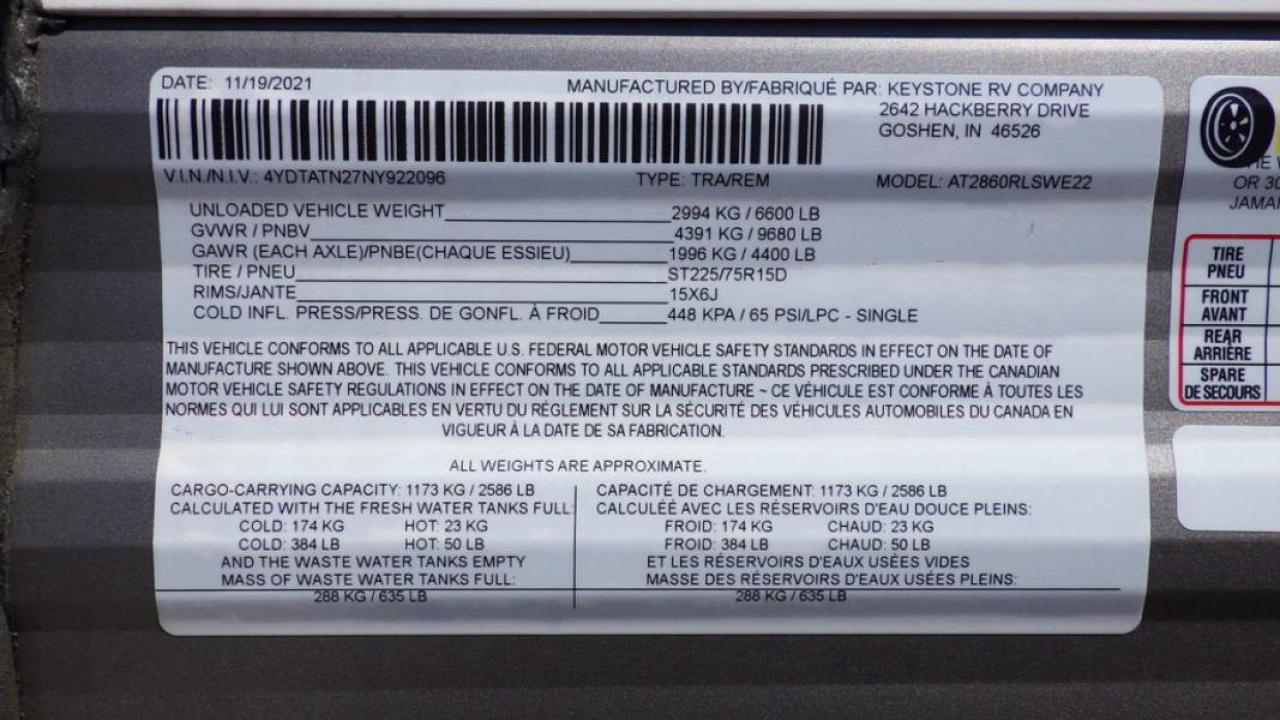 DATE: 11/19/2021
MANUFACTURED BY/FABRIQUÉ PAR: KEYSTONE RV COMPANY
2642 HACKBERRY DRIVE
GOSHEN, IN 46526
V.I.N./N.I.V.: 4YDTATN27NY922096 TYPE: TRA/REM MODEL: AT2860RLSWE22
UNLOADED VEHICLE WEIGHT 2994 KG / 6600 LB
GVWR / PNBV 4391 KG / 9680 LB
GAWR (EACH AXLE)/PNBE(CHAQUE ESSIEU) 1996 KG / 4400 LB
TIRE / PNEU ST225/75R15D
RIMS/JANTE 15X6J
COLD INFL. PRESS/PRESS. DE GONFL. À FROID 448 KPA / 65 PSI/LPC - SINGLE
THIS VEHICLE CONFORMS TO ALL APPLICABLE U.S. FEDERAL MOTOR VEHICLE SAFETY STANDARDS IN EFFECT ON THE DATE OF
MANUFACTURE SHOWN ABOVE. THIS VEHICLE CONFORMS TO ALL APPLICABLE STANDARDS PRESCRIBED UNDER THE CANADIAN
MOTOR VEHICLE SAFETY REGULATIONS IN EFFECT ON THE DATE OF MANUFACTURE ~ CE VÉHICULE EST CONFORME À TOUTES LES
NORMES QUI LUI SONT APPLICABLES EN VERTU DU RÉGLEMENT SUR LA SÉCURITÉ DES VÉHICULES AUTOMOBILES DU CANADA EN
VIGUEUR À LA DATE DE SA FABRICATION.
ALL WEIGHTS ARE APPROXIMATE.
CARGO-CARRYING CAPACITY: 1173 KG / 2586 LB
CALCULATED WITH THE FRESH WATER TANKS FULL:
COLD: 174 KG HOT: 23 KG
COLD: 384 LB HOT: 50 LB
AND THE WASTE WATER TANKS EMPTY
MASS OF WASTE WATER TANKS FULL:
288 KG / 635 LB
CAPACITÉ DE CHARGEMENT: 1173 KG / 2586 LB
CALCULÉE AVEC LES RÉSERVOIRS D'EAU DOUCE PLEINS:
FROID: 174 KG CHAUD: 23 KG
FROID: 384 LB CHAUD: 50 LB
ET LES RÉSERVOIRS D'EAUX USÉES VIDES
MASSE DES RÉSERVOIRS D'EAUX USÉES PLEINS:
288 KG / 635 LB
OR 30
TIRE
PNEU
FRONT
AVANT
REAR
ARRIÈRE
SPARE
DE SECOURS